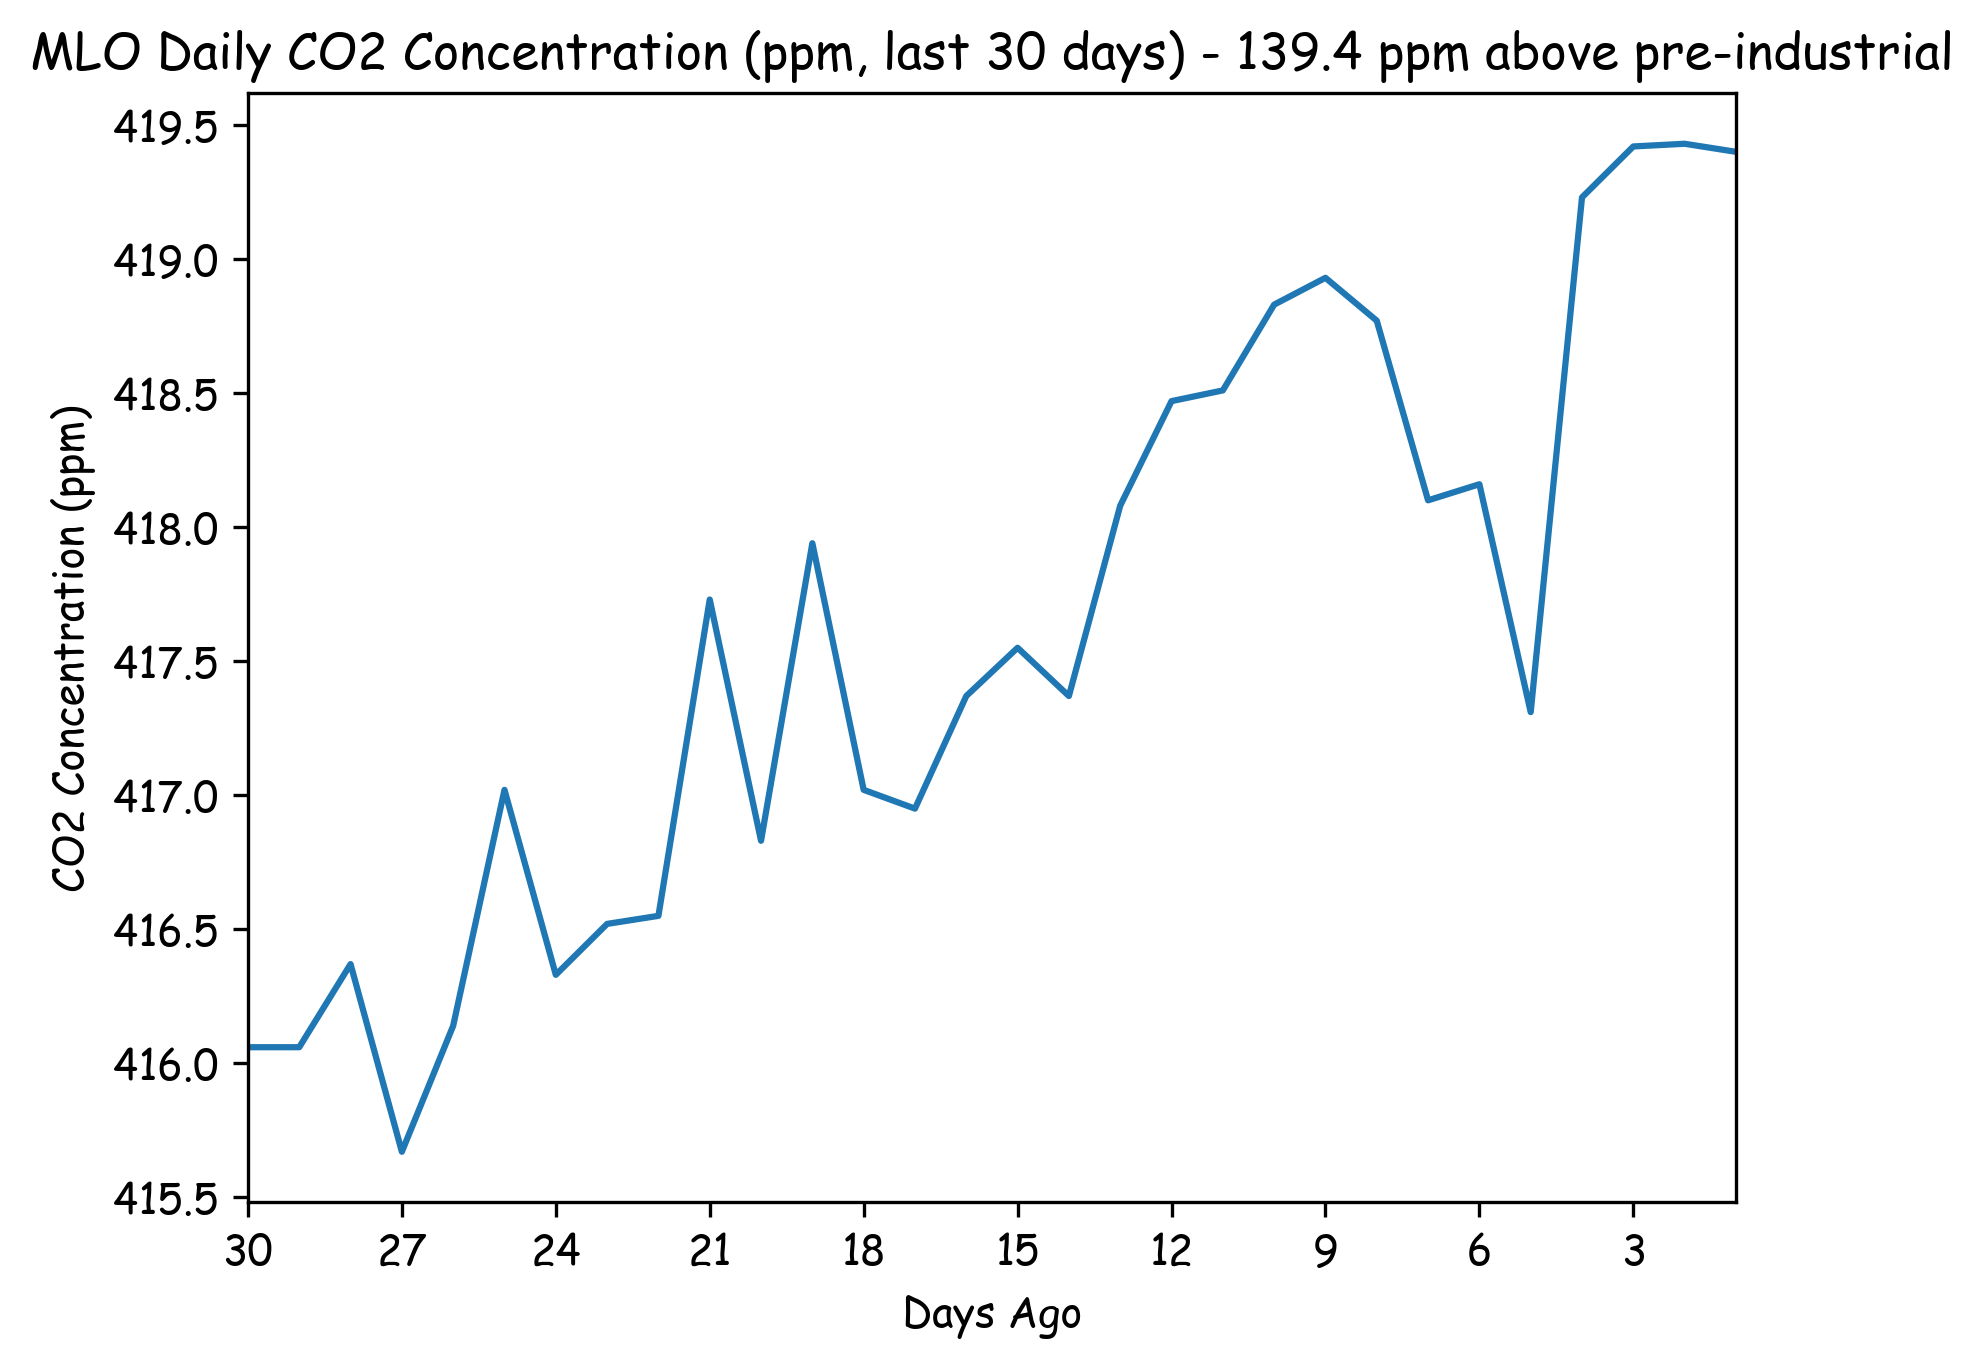 MLO Daily CO2 Concentration (ppm, last 30 days) - 139.4 ppm above pre-industrial
419.5
419.0
418.5
418.0
417.5
417.0
416.5
416.0
415.5
CO2 Concentration (ppm)
30 27 24 21 18 15 12 9 6 3
Days Ago